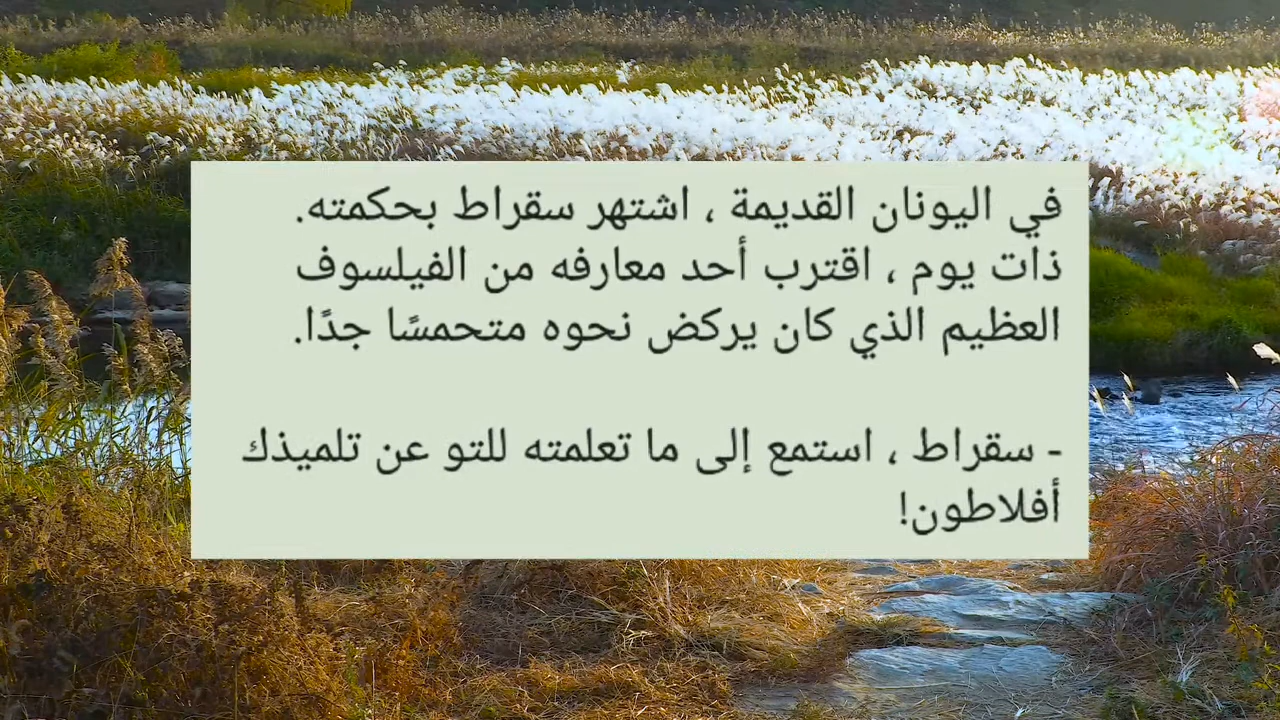 في اليونان القديمة ، اشتهر سقراط بحكمته.
ذات يوم ، اقترب أحد معارفه من الفيلسوف
العظيم الذي كان يركض نحوه متحمسًا جدًا.
- سقراط ، استمع إلى ما تعلمته للتو عن تلميذك
أفلاطون!